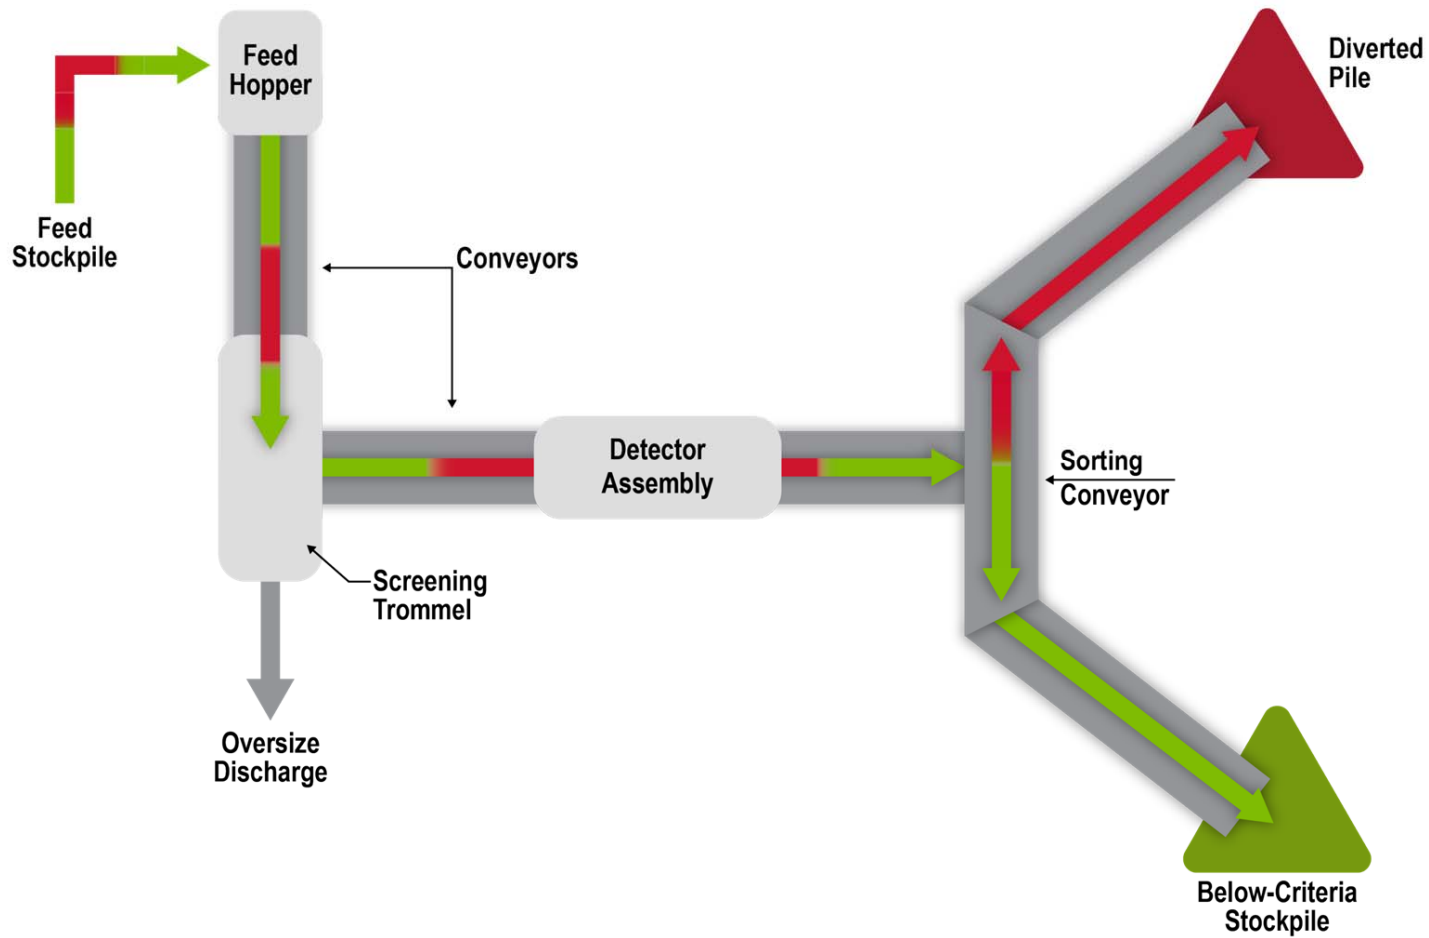 Feed
Hopper
Diverted
Pile
Feed
Stockpile
Conveyors
Detector
Assembly
Sorting
Conveyor
Screening
Trommel
Oversize
Discharge
Below-Criteria
Stockpile